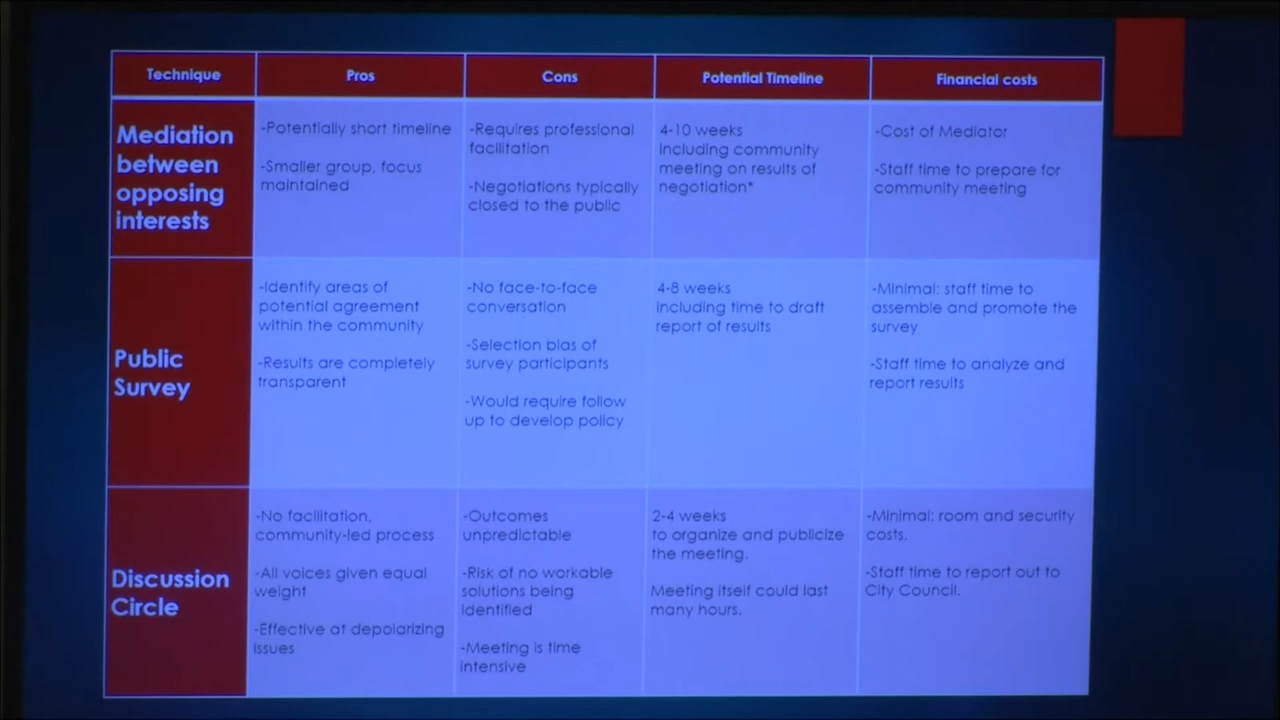 Technique
Pros
Cons
Potential Timeline
Financial costs
Mediation
between
opposing
interests
-Potentially short timeline
-Smaller group, focus
maintained
-Requires professional
facilitation
-Negotiations typically
closed to the public
4-10 weeks
including community
meeting on results of
negotiation*
-Cost of Mediator
-Staff time to prepare for
community meeting
Public
Survey
-Identify areas of
potential agreement
within the community
-Results are completely
transparent
-No face-to-face
conversation
-Selection bias of
survey participants
-Would require follow
up to develop policy
4-8 weeks
including time to draft
report of results
-Minimal: staff time to
assemble and promote the
survey
-Staff time to analyze and
report results
Discussion
Circle
-No facilitation,
community-led process
-All voices given equal
weight
-Effective at depolarizing
issues
-Outcomes
unpredictable
-Risk of no workable
solutions being
identified
-Meeting is time
intensive
2-4 weeks
to organize and publicize
the meeting.
Meeting itself could last
many hours.
-Minimal: room and security
costs.
-Staff time to report out to
City Council.